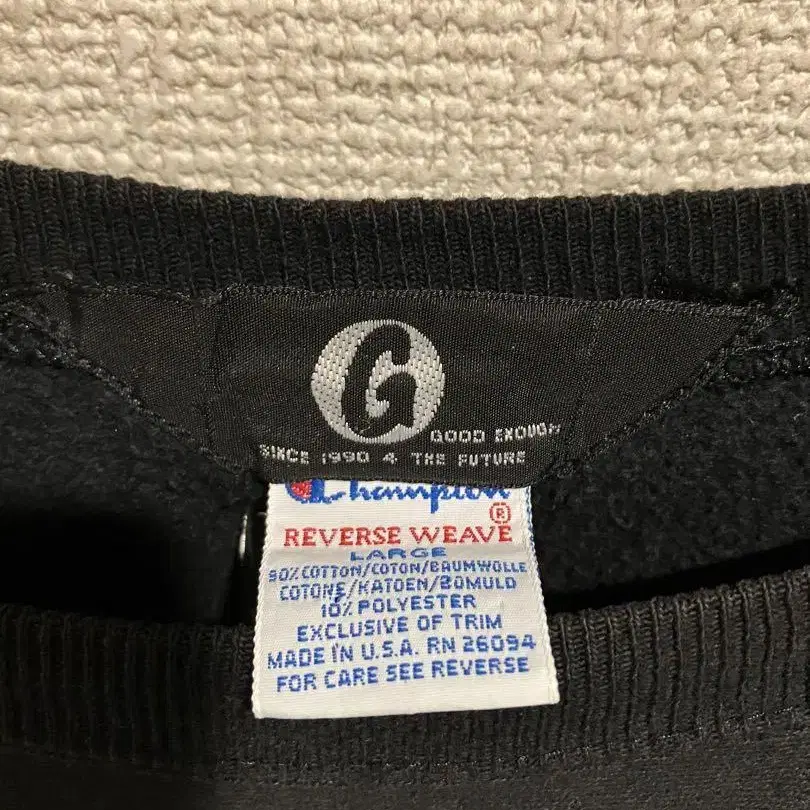 G
GOOD ENOUGH
SINCE 1990 4 THE FUTURE
Champion
®
REVERSE WEAVE
LARGE
90% COTTON/COTON/BAUMWOLLE
COTONE/KATOEN/BOMULD
10% POLYESTER
EXCLUSIVE OF TRIM
MADE IN U.S.A. RN 26094
FOR CARE SEE REVERSE